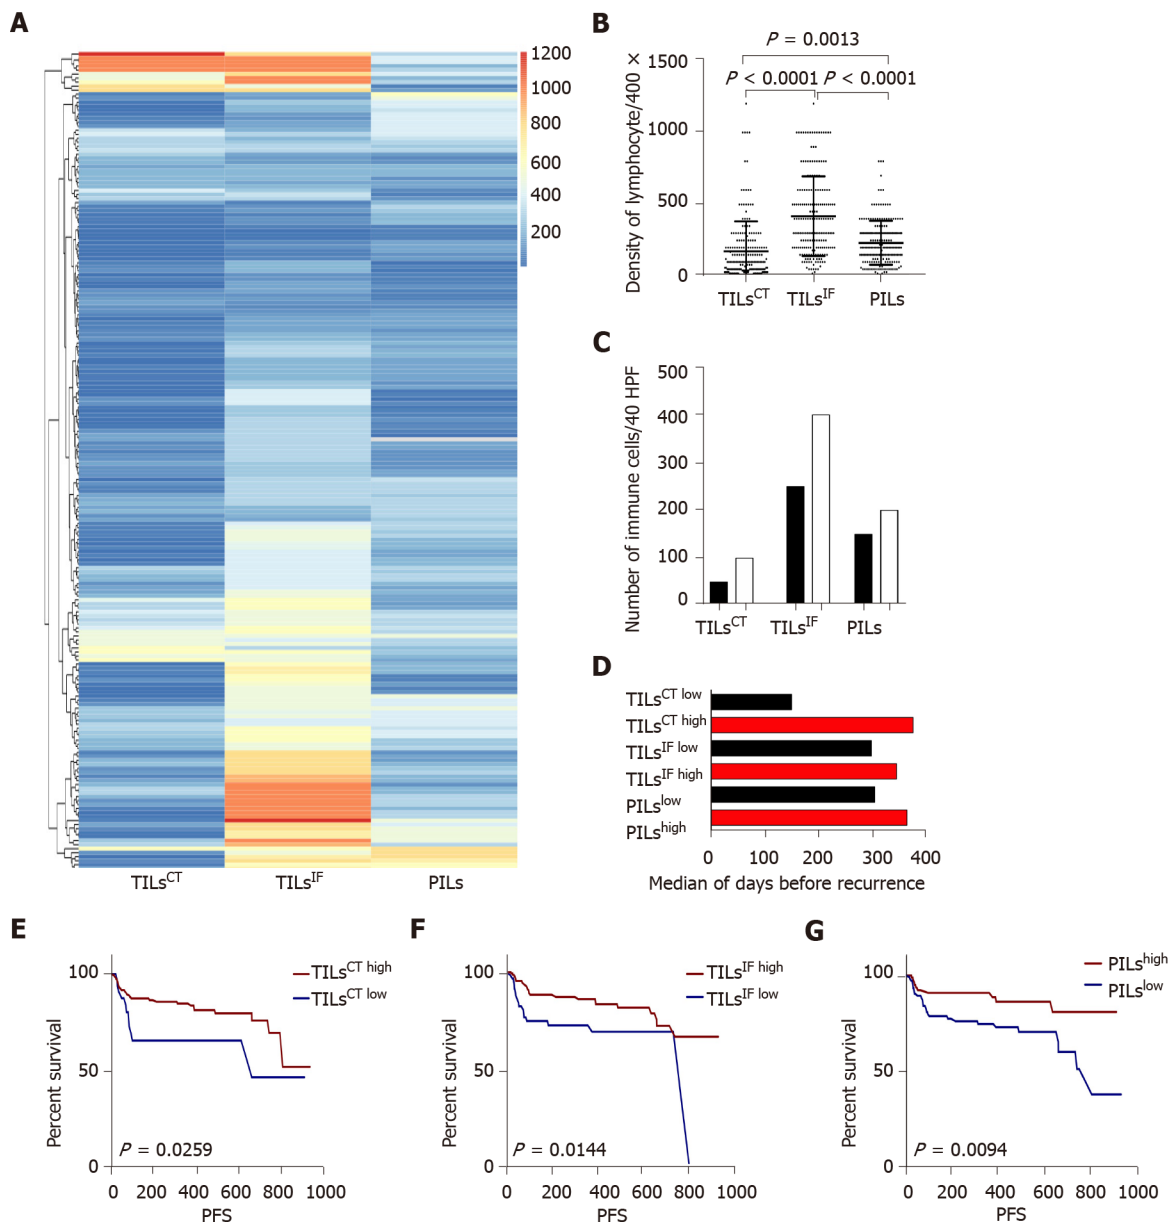 A
1200
1000
800
600
400
200
TILsCT TILsIF PILs
B
P = 0.0013
P < 0.0001 P < 0.0001
1500
1000
500
0
Density of lymphocyte/400 ×
TILsCT TILsIF PILs
C
500
400
300
200
100
0
Number of immune cells/40 HPF
TILsCT TILsIF PILs
D
TILsCT low
TILsCT high
TILsIF low
TILsIF high
PILslow
PILshigh
0 100 200 300 400
Median of days before recurrence
E
100
50
0
Percent survival
TILsCT high
TILsCT low
P = 0.0259
0 200 400 600 800 1000
PFS
F
100
50
0
Percent survival
TILsIF high
TILsIF low
P = 0.0144
0 200 400 600 800 1000
PFS
G
100
50
0
Percent survival
PILshigh
PILslow
P = 0.0094
0 200 400 600 800 1000
PFS